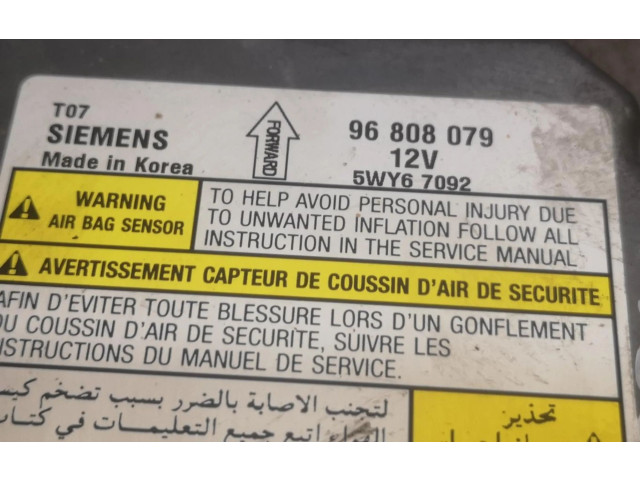 T07
SIEMENS
Made in Korea
FORWARD
96 808 079
12V
5WY6 7092
WARNING
AIR BAG SENSOR
TO HELP AVOID PERSONAL INJURY DUE
TO UNWANTED INFLATION FOLLOW ALL
INSTRUCTION IN THE SERVICE MANUAL
AVERTISSEMENT CAPTEUR DE COUSSIN D'AIR DE SECURITE
AFIN D'EVITER TOUTE BLESSURE LORS D'UN GONFLEMENT
DU COUSSIN D'AIR DE SECURITE, SUIVRE LES
INSTRUCTIONS DU MANUEL DE SERVICE.
تحذير
لتجنب الاصابة بالضرر بسبب تضخم كيس
الهواء اتبع جميع التعليمات في كتاب